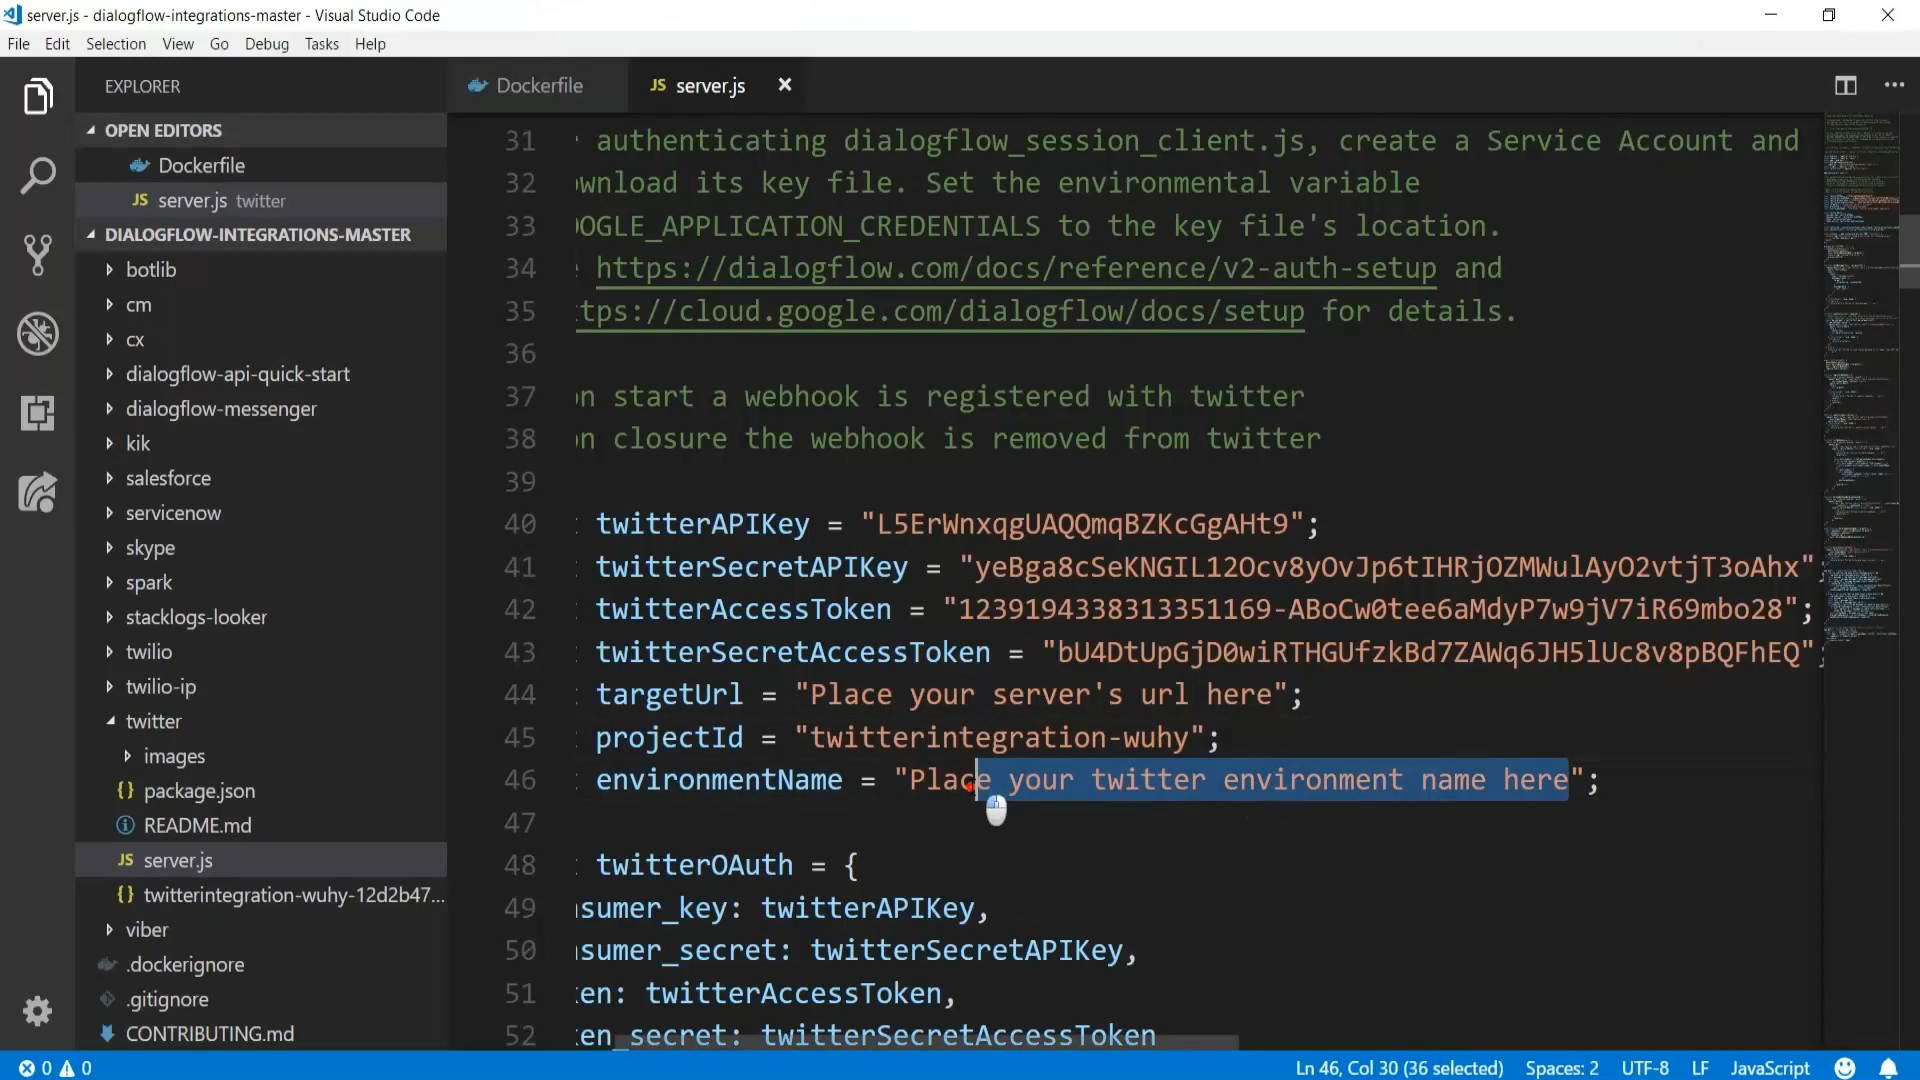 server.js - dialogflow-integrations-master - Visual Studio Code
File Edit Selection View Go Debug Tasks Help
EXPLORER
OPEN EDITORS
Dockerfile
JS server.js twitter
DIALOGFLOW-INTEGRATIONS-MASTER
botlib
cm
cx
dialogflow-api-quick-start
dialogflow-messenger
kik
salesforce
servicenow
skype
spark
stacklogs-looker
twilio
twilio-ip
twitter
images
{} package.json
README.md
JS server.js
{} twitterintegration-wuhy-12d2b47...
viber
.dockerignore
.gitignore
CONTRIBUTING.md
Dockerfile
JS server.js
31 authenticating dialogflow_session_client.js, create a Service Account and
32 wnload its key file. Set the environmental variable
33 OOGLE_APPLICATION_CREDENTIALS to the key file's location.
34 https://dialogflow.com/docs/reference/v2-auth-setup and
35 tps://cloud.google.com/dialogflow/docs/setup for details.
36
37 on start a webhook is registered with twitter
38 on closure the webhook is removed from twitter
39
40 twitterAPIKey = "L5ErWnxqgUAQQmqBZKcGgAHt9";
41 twitterSecretAPIKey = "yeBga8cSeKNGIL12Ocv8yOvJp6tIHRjOZMWulAyO2vtjT3oAhx";
42 twitterAccessToken = "1239194338313351169-ABoCw0tee6aMdyP7w9jV7iR69mbo28";
43 twitterSecretAccessToken = "bU4DtUpGjD0wiRTHGUfzkBd7ZAWq6JH5lUc8v8pBQFhEQ";
44 targetUrl = "Place your server's url here";
45 projectId = "twitterintegration-wuhy";
46 environmentName = "Place your twitter environment name here";
47
48 twitterOAuth = {
49 nsumer_key: twitterAPIKey,
50 nsumer_secret: twitterSecretAPIKey,
51 ken: twitterAccessToken,
52 ken_secret: twitterSecretAccessToken
0 0
Ln 46, Col 30 (36 selected) Spaces: 2 UTF-8 LF JavaScript